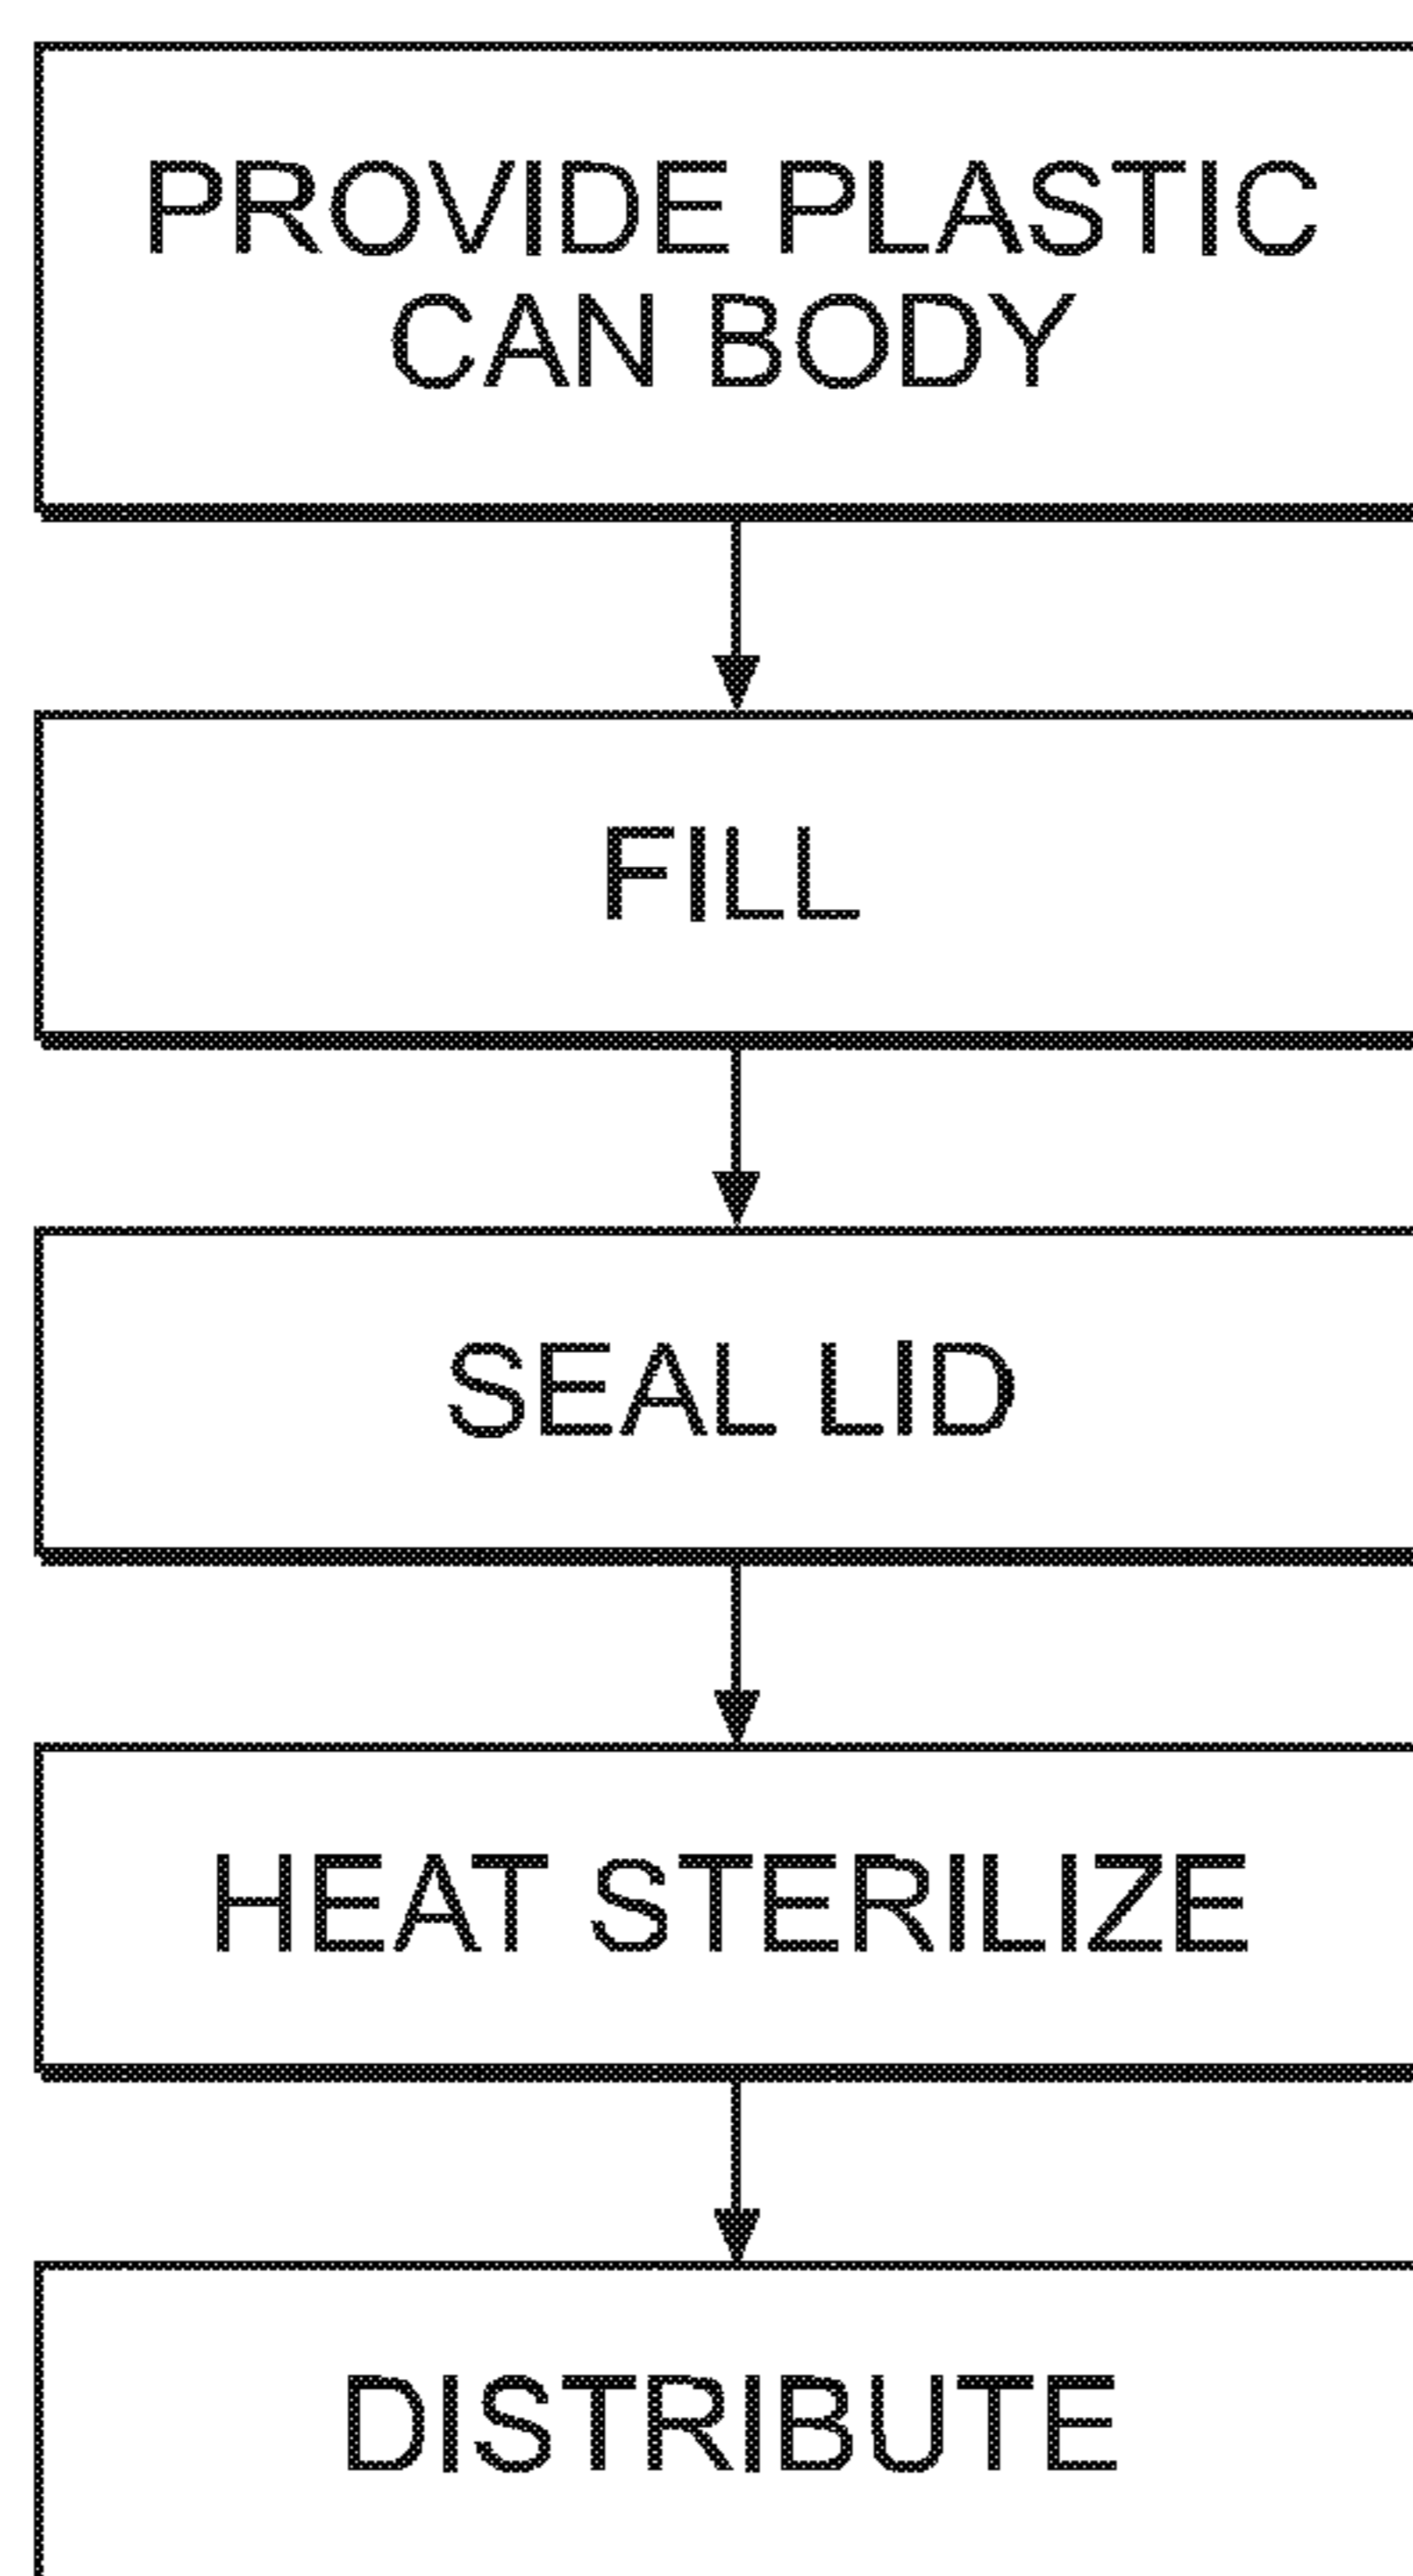 PROVIDE PLASTIC
CAN BODY
FILL
SEAL LID
HEAT STERILIZE
DISTRIBUTE